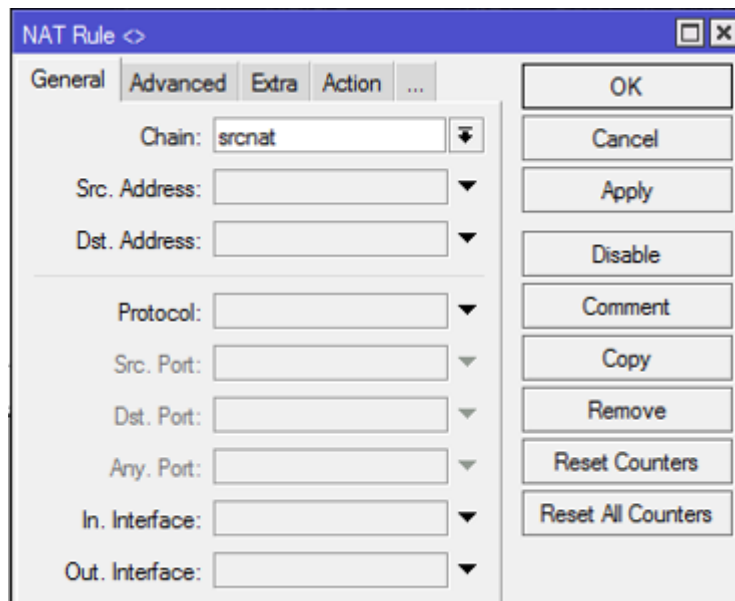 NAT Rule <>
General Advanced Extra Action ...
Chain: srcnat
Src. Address:
Dst. Address:
Protocol:
Src. Port:
Dst. Port:
Any. Port:
In. Interface:
Out. Interface:
OK
Cancel
Apply
Disable
Comment
Copy
Remove
Reset Counters
Reset All Counters